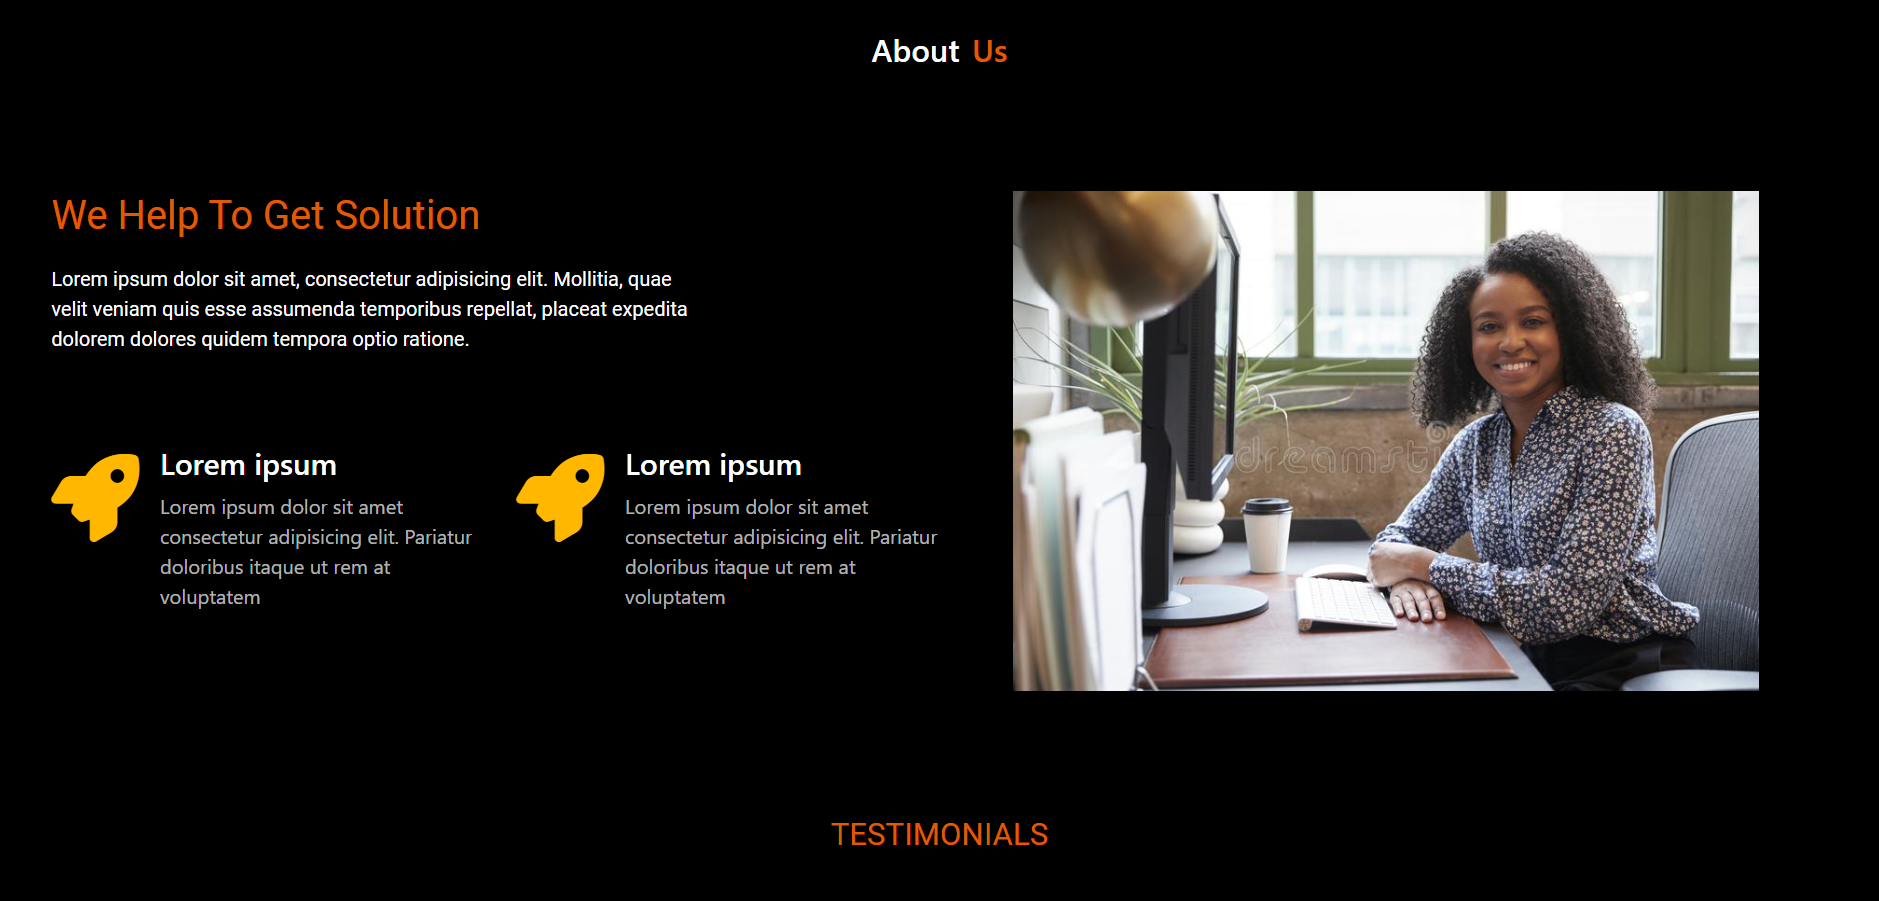 About Us
We Help To Get Solution
Lorem ipsum dolor sit amet, consectetur adipisicing elit. Mollitia, quae
velit veniam quis esse assumenda temporibus repellat, placeat expedita
dolorem dolores quidem tempora optio ratione.
Lorem ipsum
Lorem ipsum dolor sit amet
consectetur adipisicing elit. Pariatur
doloribus itaque ut rem at
voluptatem
Lorem ipsum
Lorem ipsum dolor sit amet
consectetur adipisicing elit. Pariatur
doloribus itaque ut rem at
voluptatem
dreamsti
TESTIMONIALS